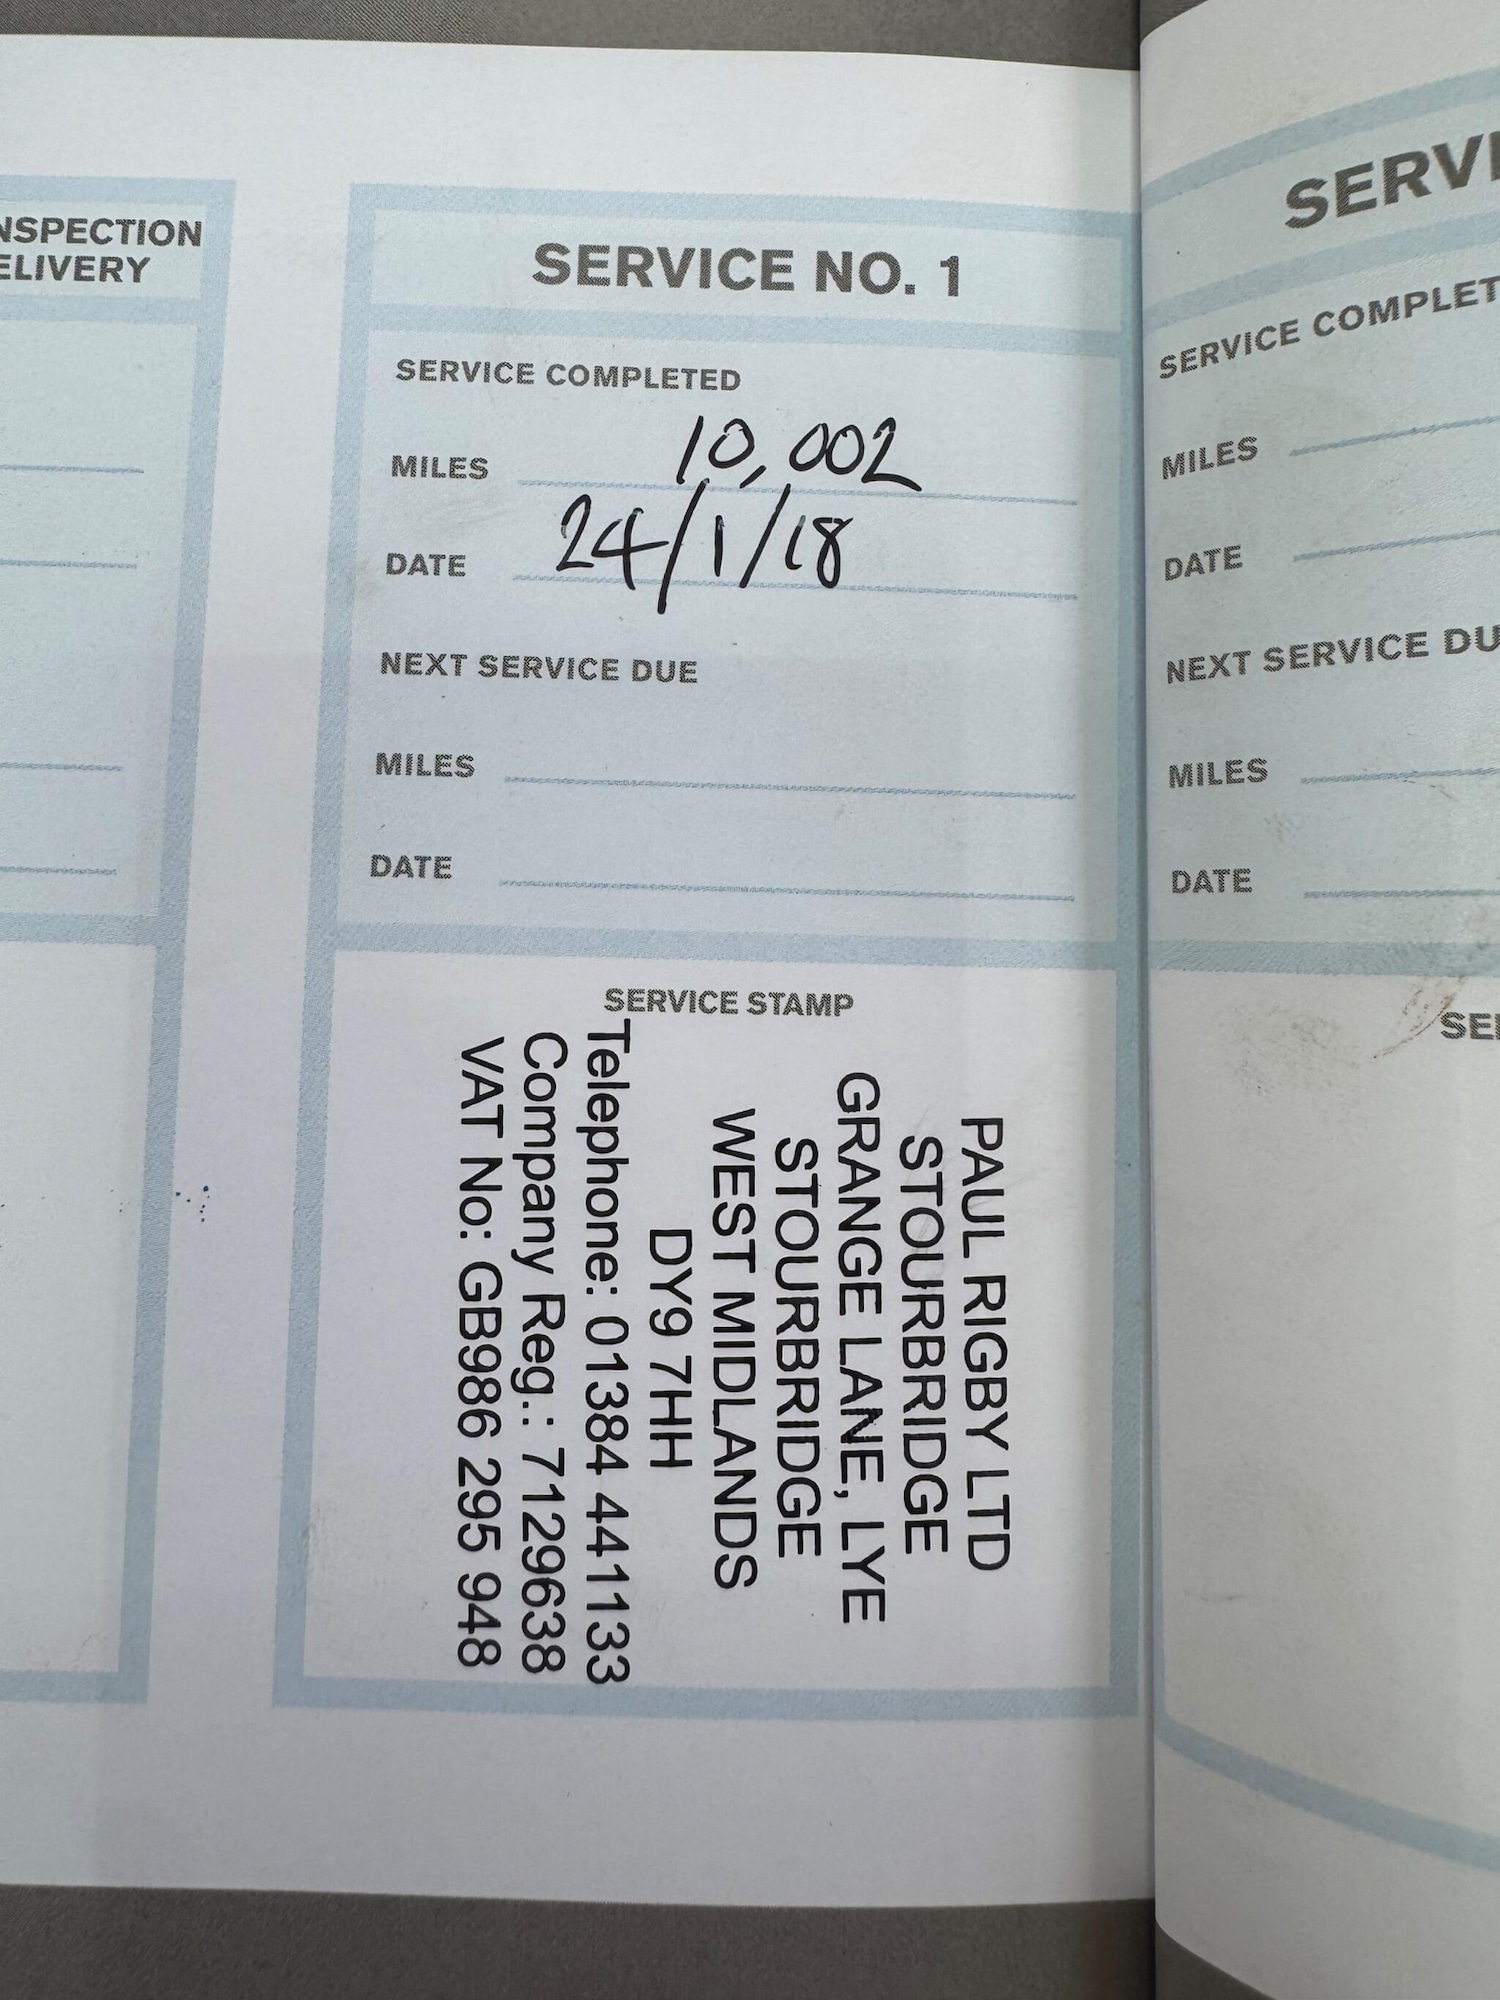 NSPECTION
ELIVERY
SERVICE NO. 1
SERVICE COMPLETED
MILES 10,002
DATE 24/1/18
NEXT SERVICE DUE
MILES
DATE
SERVICE STAMP
PAUL RIGBY LTD
STOURBRIDGE
GRANGE LANE, LYE
STOURBRIDGE
WEST MIDLANDS
DY9 7HH
Telephone: 01384 441133
Company Reg.: 7129638
VAT No: GB986 295 948
SERVI
SERVICE COMPLET
MILES
DATE
NEXT SERVICE DU
MILES
DATE
SE